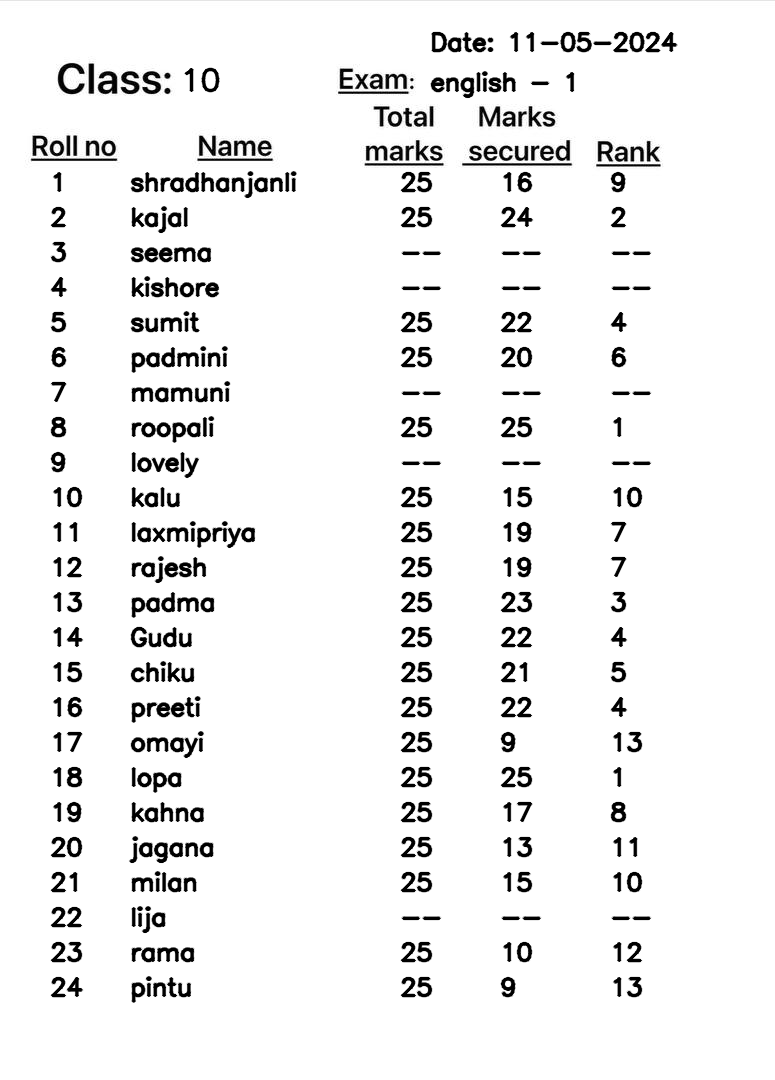 Date: 11-05-2024
Class: 10 Exam: english - 1
Total Marks
Roll no Name marks secured Rank
1 shradhanjanli 25 16 9
2 kajal 25 24 2
3 seema -- -- --
4 kishore -- -- --
5 sumit 25 22 4
6 padmini 25 20 6
7 mamuni -- -- --
8 roopali 25 25 1
9 lovely -- -- --
10 kalu 25 15 10
11 laxmipriya 25 19 7
12 rajesh 25 19 7
13 padma 25 23 3
14 Gudu 25 22 4
15 chiku 25 21 5
16 preeti 25 22 4
17 omayi 25 9 13
18 lopa 25 25 1
19 kahna 25 17 8
20 jagana 25 13 11
21 milan 25 15 10
22 lija -- -- --
23 rama 25 10 12
24 pintu 25 9 13